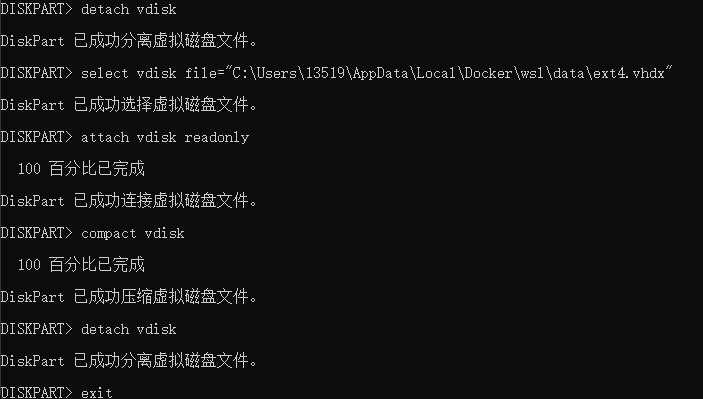 DISKPART> detach vdisk
DiskPart 已成功分离虚拟磁盘文件。
DISKPART> select vdisk file="C:\Users\13519\AppData\Local\Docker\wsl\data\ext4.vhdx"
DiskPart 已成功选择虚拟磁盘文件。
DISKPART> attach vdisk readonly
100 百分比已完成
DiskPart 已成功连接虚拟磁盘文件。
DISKPART> compact vdisk
100 百分比已完成
DiskPart 已成功压缩虚拟磁盘文件。
DISKPART> detach vdisk
DiskPart 已成功分离虚拟磁盘文件。
DISKPART> exit